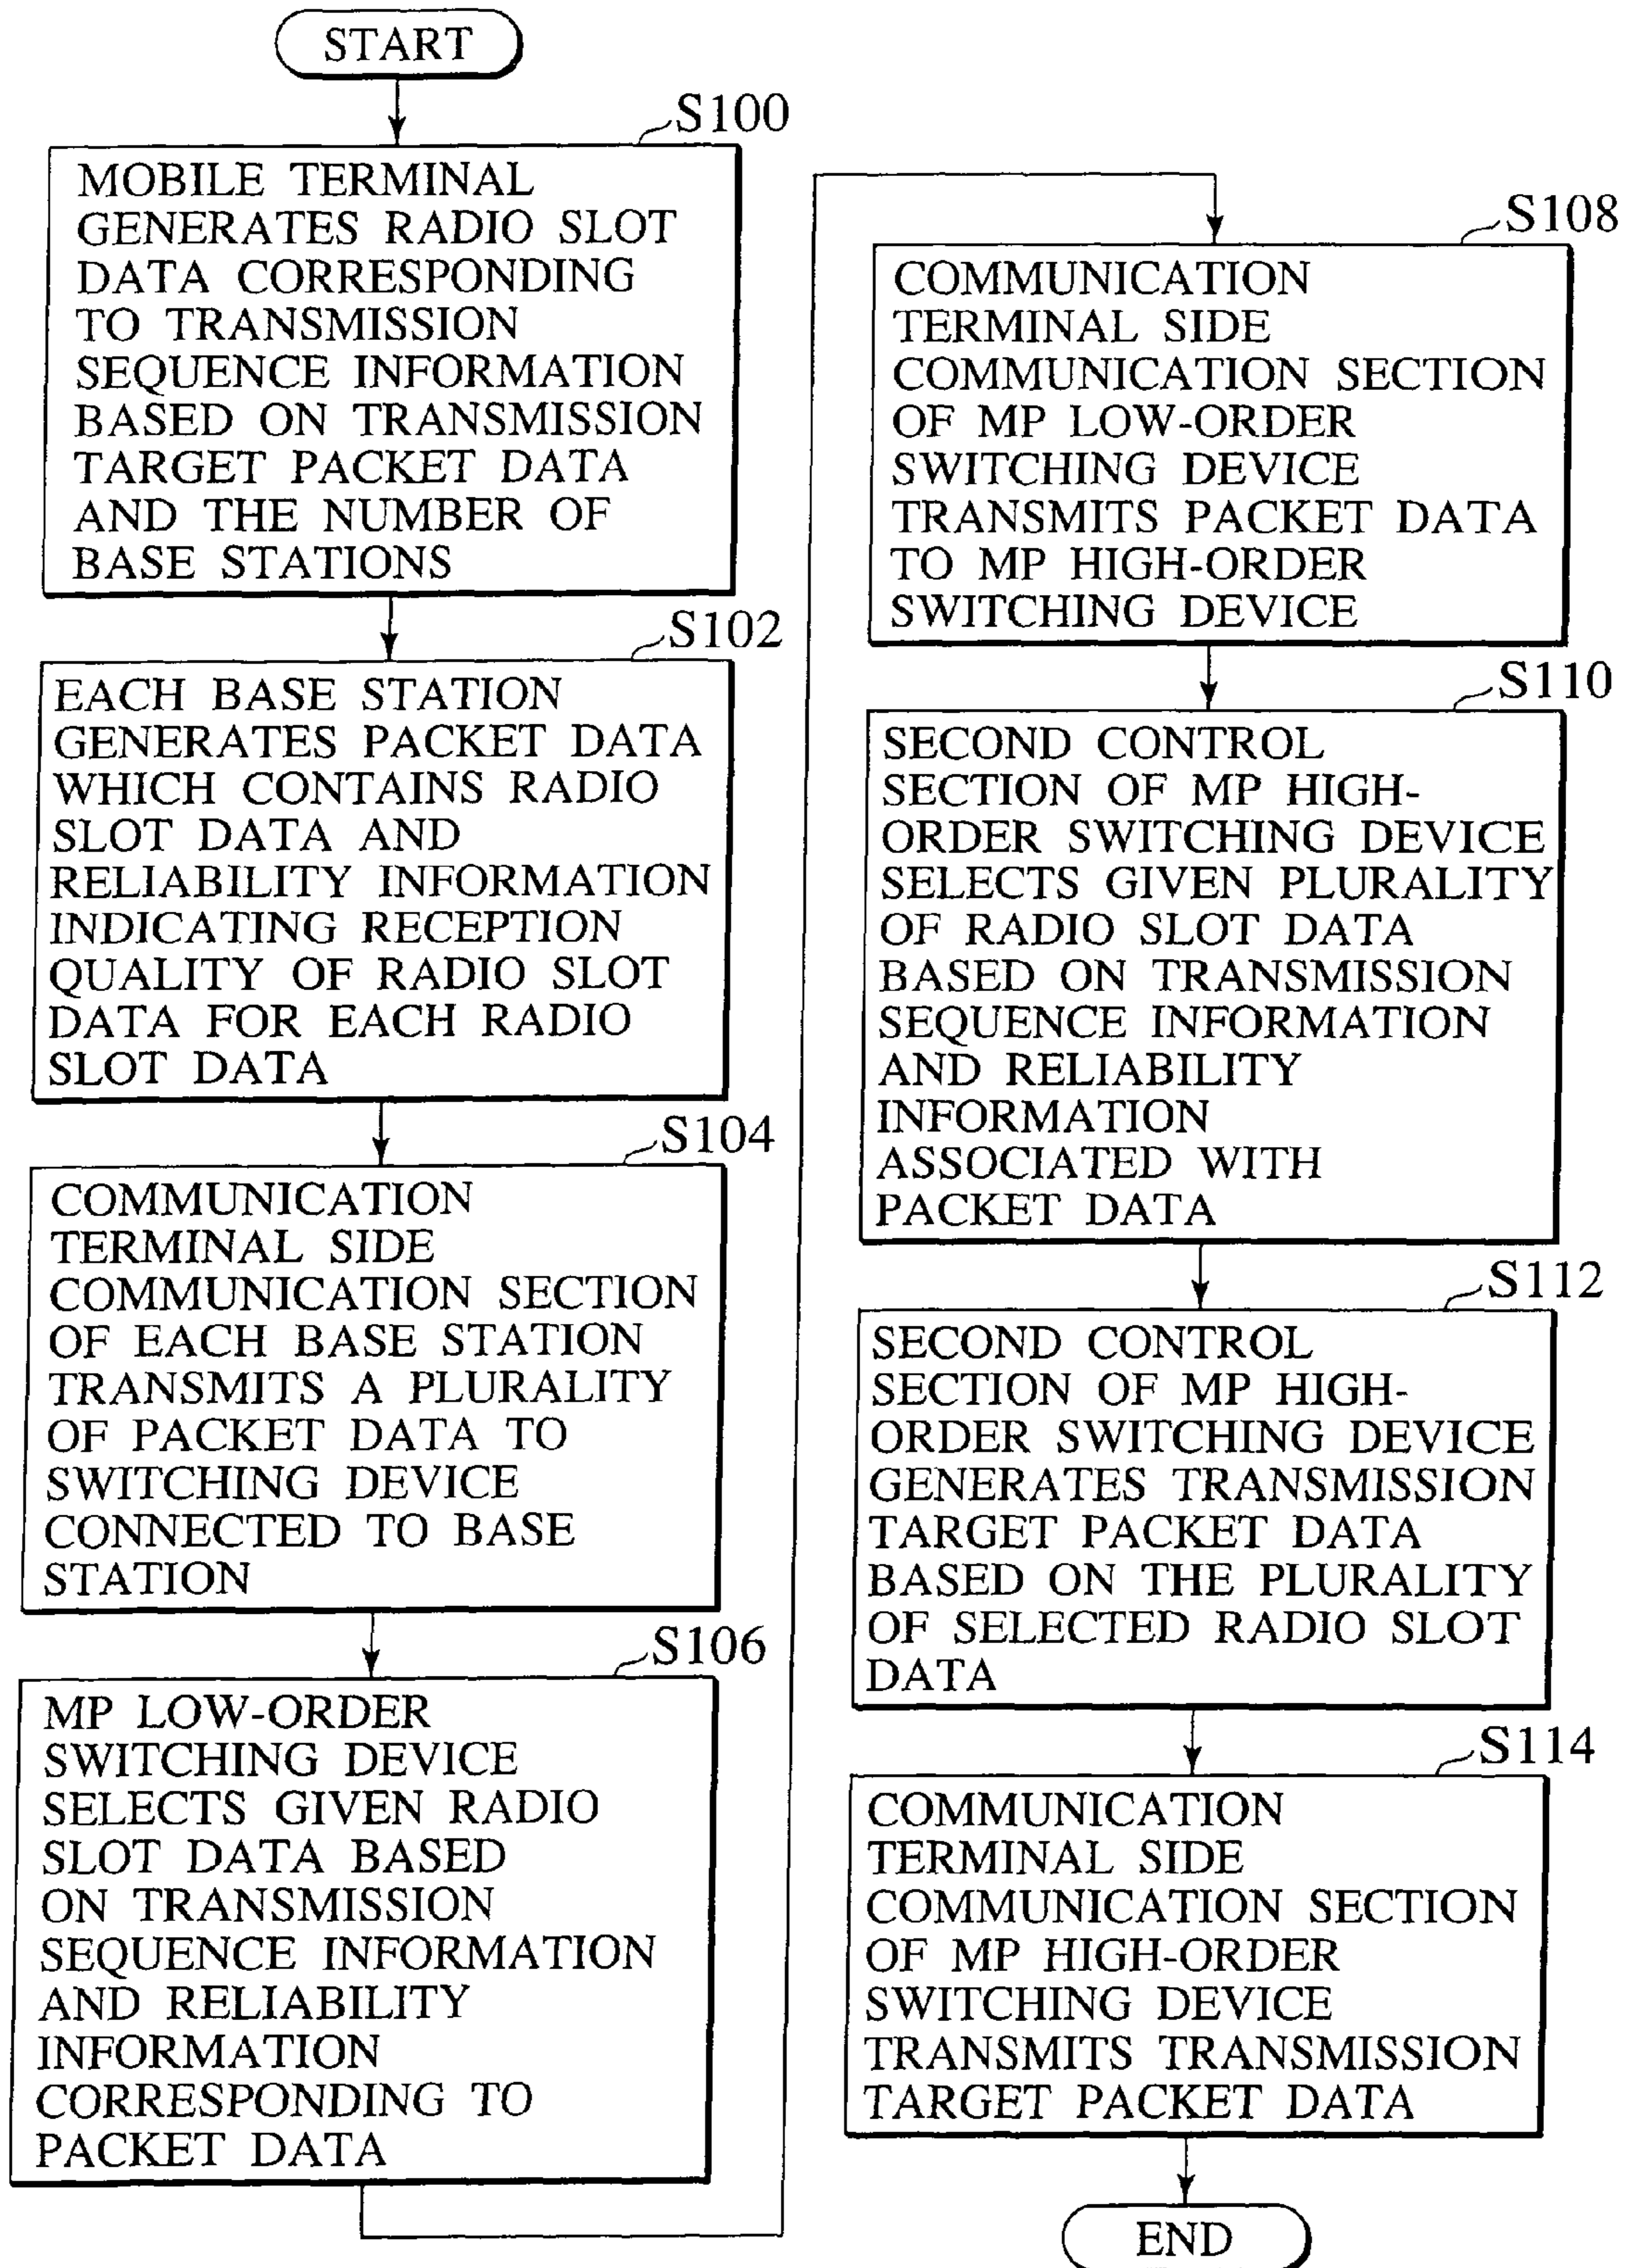 START
S100
MOBILE TERMINAL
GENERATES RADIO SLOT
DATA CORRESPONDING
TO TRANSMISSION
SEQUENCE INFORMATION
BASED ON TRANSMISSION
TARGET PACKET DATA
AND THE NUMBER OF
BASE STATIONS
S102
EACH BASE STATION
GENERATES PACKET DATA
WHICH CONTAINS RADIO
SLOT DATA AND
RELIABILITY INFORMATION
INDICATING RECEPTION
QUALITY OF RADIO SLOT
DATA FOR EACH RADIO
SLOT DATA
S104
COMMUNICATION
TERMINAL SIDE
COMMUNICATION SECTION
OF EACH BASE STATION
TRANSMITS A PLURALITY
OF PACKET DATA TO
SWITCHING DEVICE
CONNECTED TO BASE
STATION
S106
MP LOW-ORDER
SWITCHING DEVICE
SELECTS GIVEN RADIO
SLOT DATA BASED
ON TRANSMISSION
SEQUENCE INFORMATION
AND RELIABILITY
INFORMATION
CORRESPONDING TO
PACKET DATA
S108
COMMUNICATION
TERMINAL SIDE
COMMUNICATION SECTION
OF MP LOW-ORDER
SWITCHING DEVICE
TRANSMITS PACKET DATA
TO MP HIGH-ORDER
SWITCHING DEVICE
S110
SECOND CONTROL
SECTION OF MP HIGH-
ORDER SWITCHING DEVICE
SELECTS GIVEN PLURALITY
OF RADIO SLOT DATA
BASED ON TRANSMISSION
SEQUENCE INFORMATION
AND RELIABILITY
INFORMATION
ASSOCIATED WITH
PACKET DATA
S112
SECOND CONTROL
SECTION OF MP HIGH-
ORDER SWITCHING DEVICE
GENERATES TRANSMISSION
TARGET PACKET DATA
BASED ON THE PLURALITY
OF SELECTED RADIO SLOT
DATA
S114
COMMUNICATION
TERMINAL SIDE
COMMUNICATION SECTION
OF MP HIGH-ORDER
SWITCHING DEVICE
TRANSMITS TRANSMISSION
TARGET PACKET DATA
END